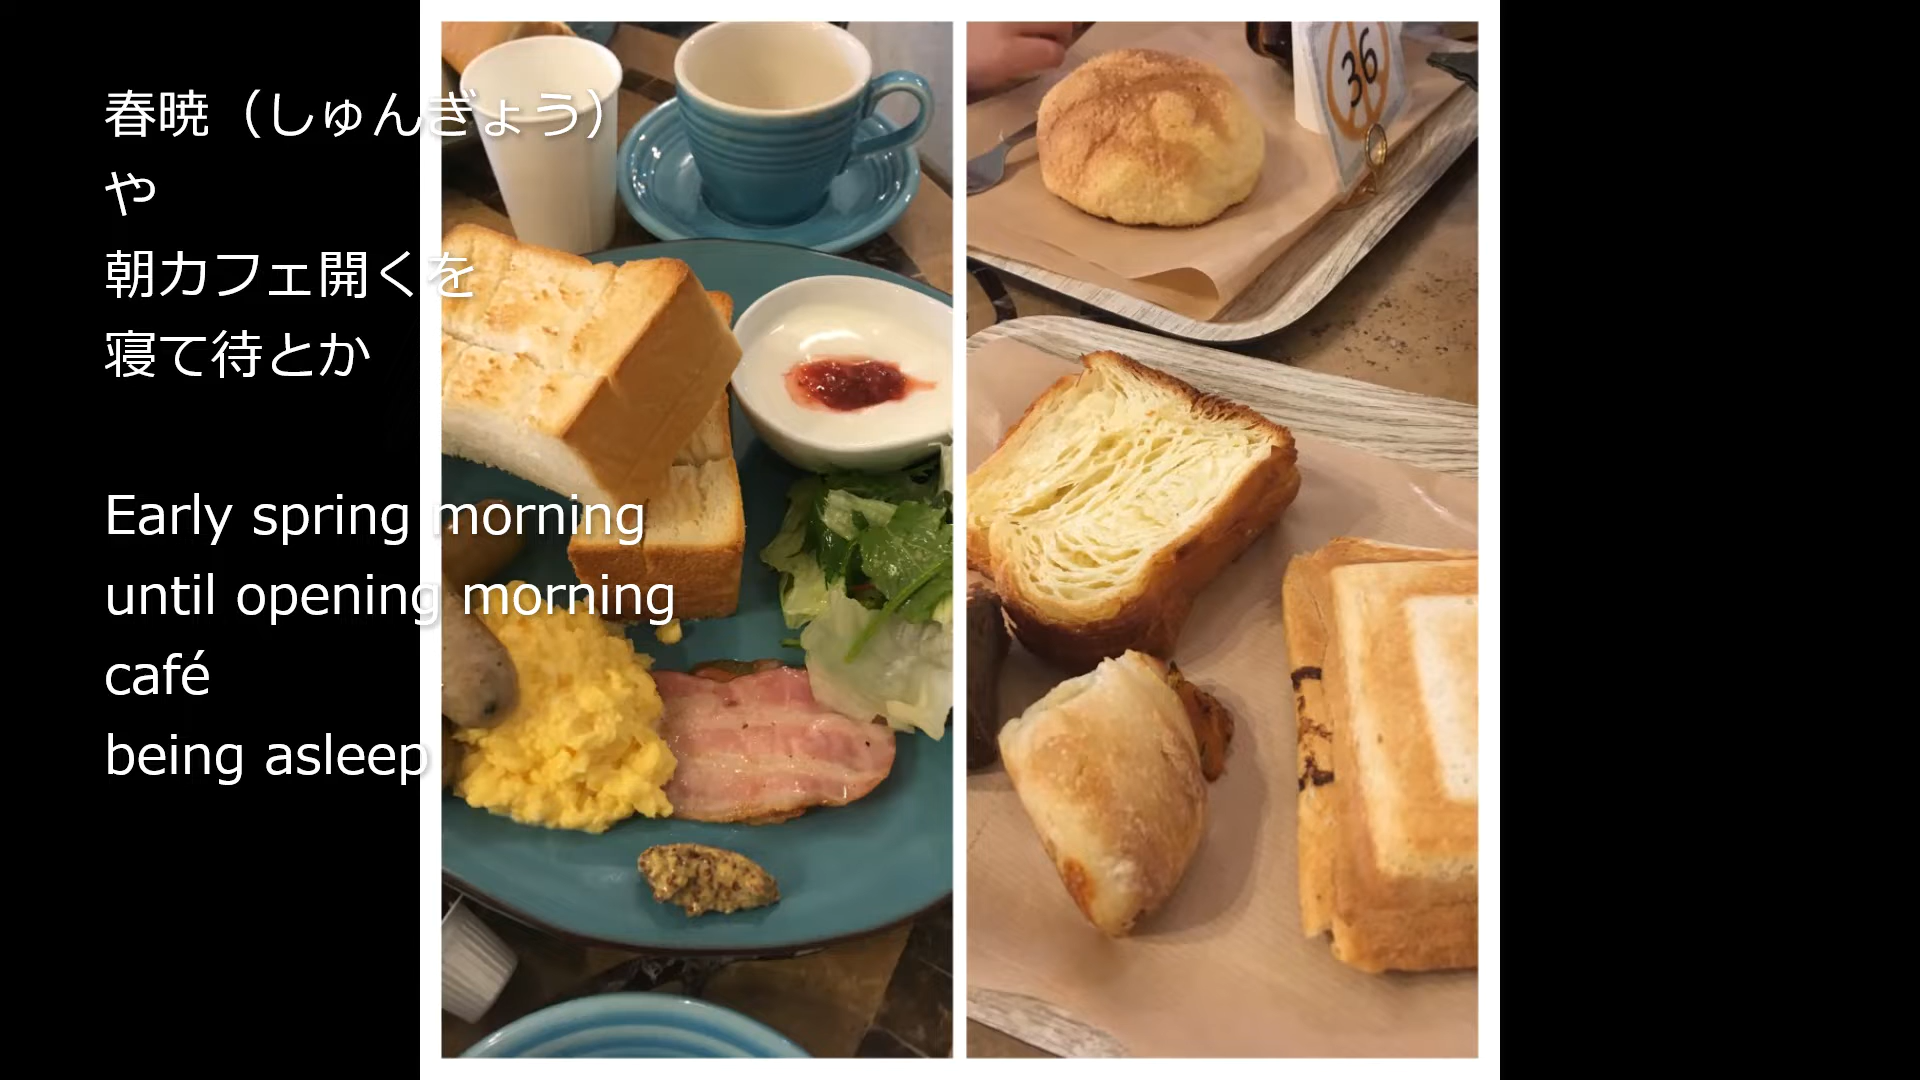 春暁（しゅんぎょう）
や
朝カフェ開くを
寝て待とか
Early spring morning
until opening morning
café
being asleep
36